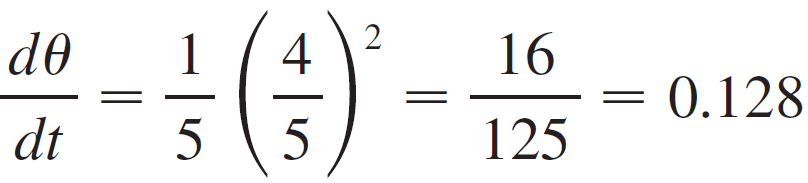 dθ/dt = 1/5 (4/5)² = 16/125 = 0.128